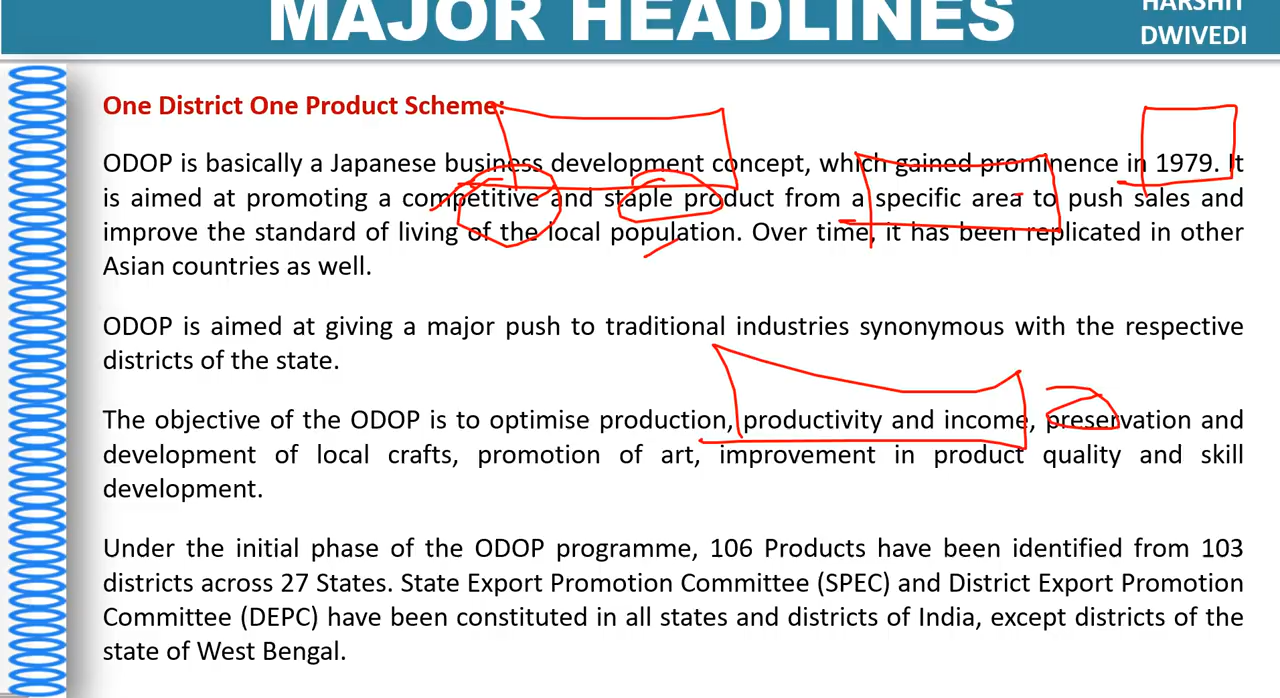 MAJOR HEADLINES
HARSHIT
DWIVEDI
One District One Product Scheme:
ODOP is basically a Japanese business development concept, which gained prominence in 1979. It
is aimed at promoting a competitive and staple product from a specific area to push sales and
improve the standard of living of the local population. Over time, it has been replicated in other
Asian countries as well.
ODOP is aimed at giving a major push to traditional industries synonymous with the respective
districts of the state.
The objective of the ODOP is to optimise production, productivity and income, preservation and
development of local crafts, promotion of art, improvement in product quality and skill
development.
Under the initial phase of the ODOP programme, 106 Products have been identified from 103
districts across 27 States. State Export Promotion Committee (SPEC) and District Export Promotion
Committee (DEPC) have been constituted in all states and districts of India, except districts of the
state of West Bengal.